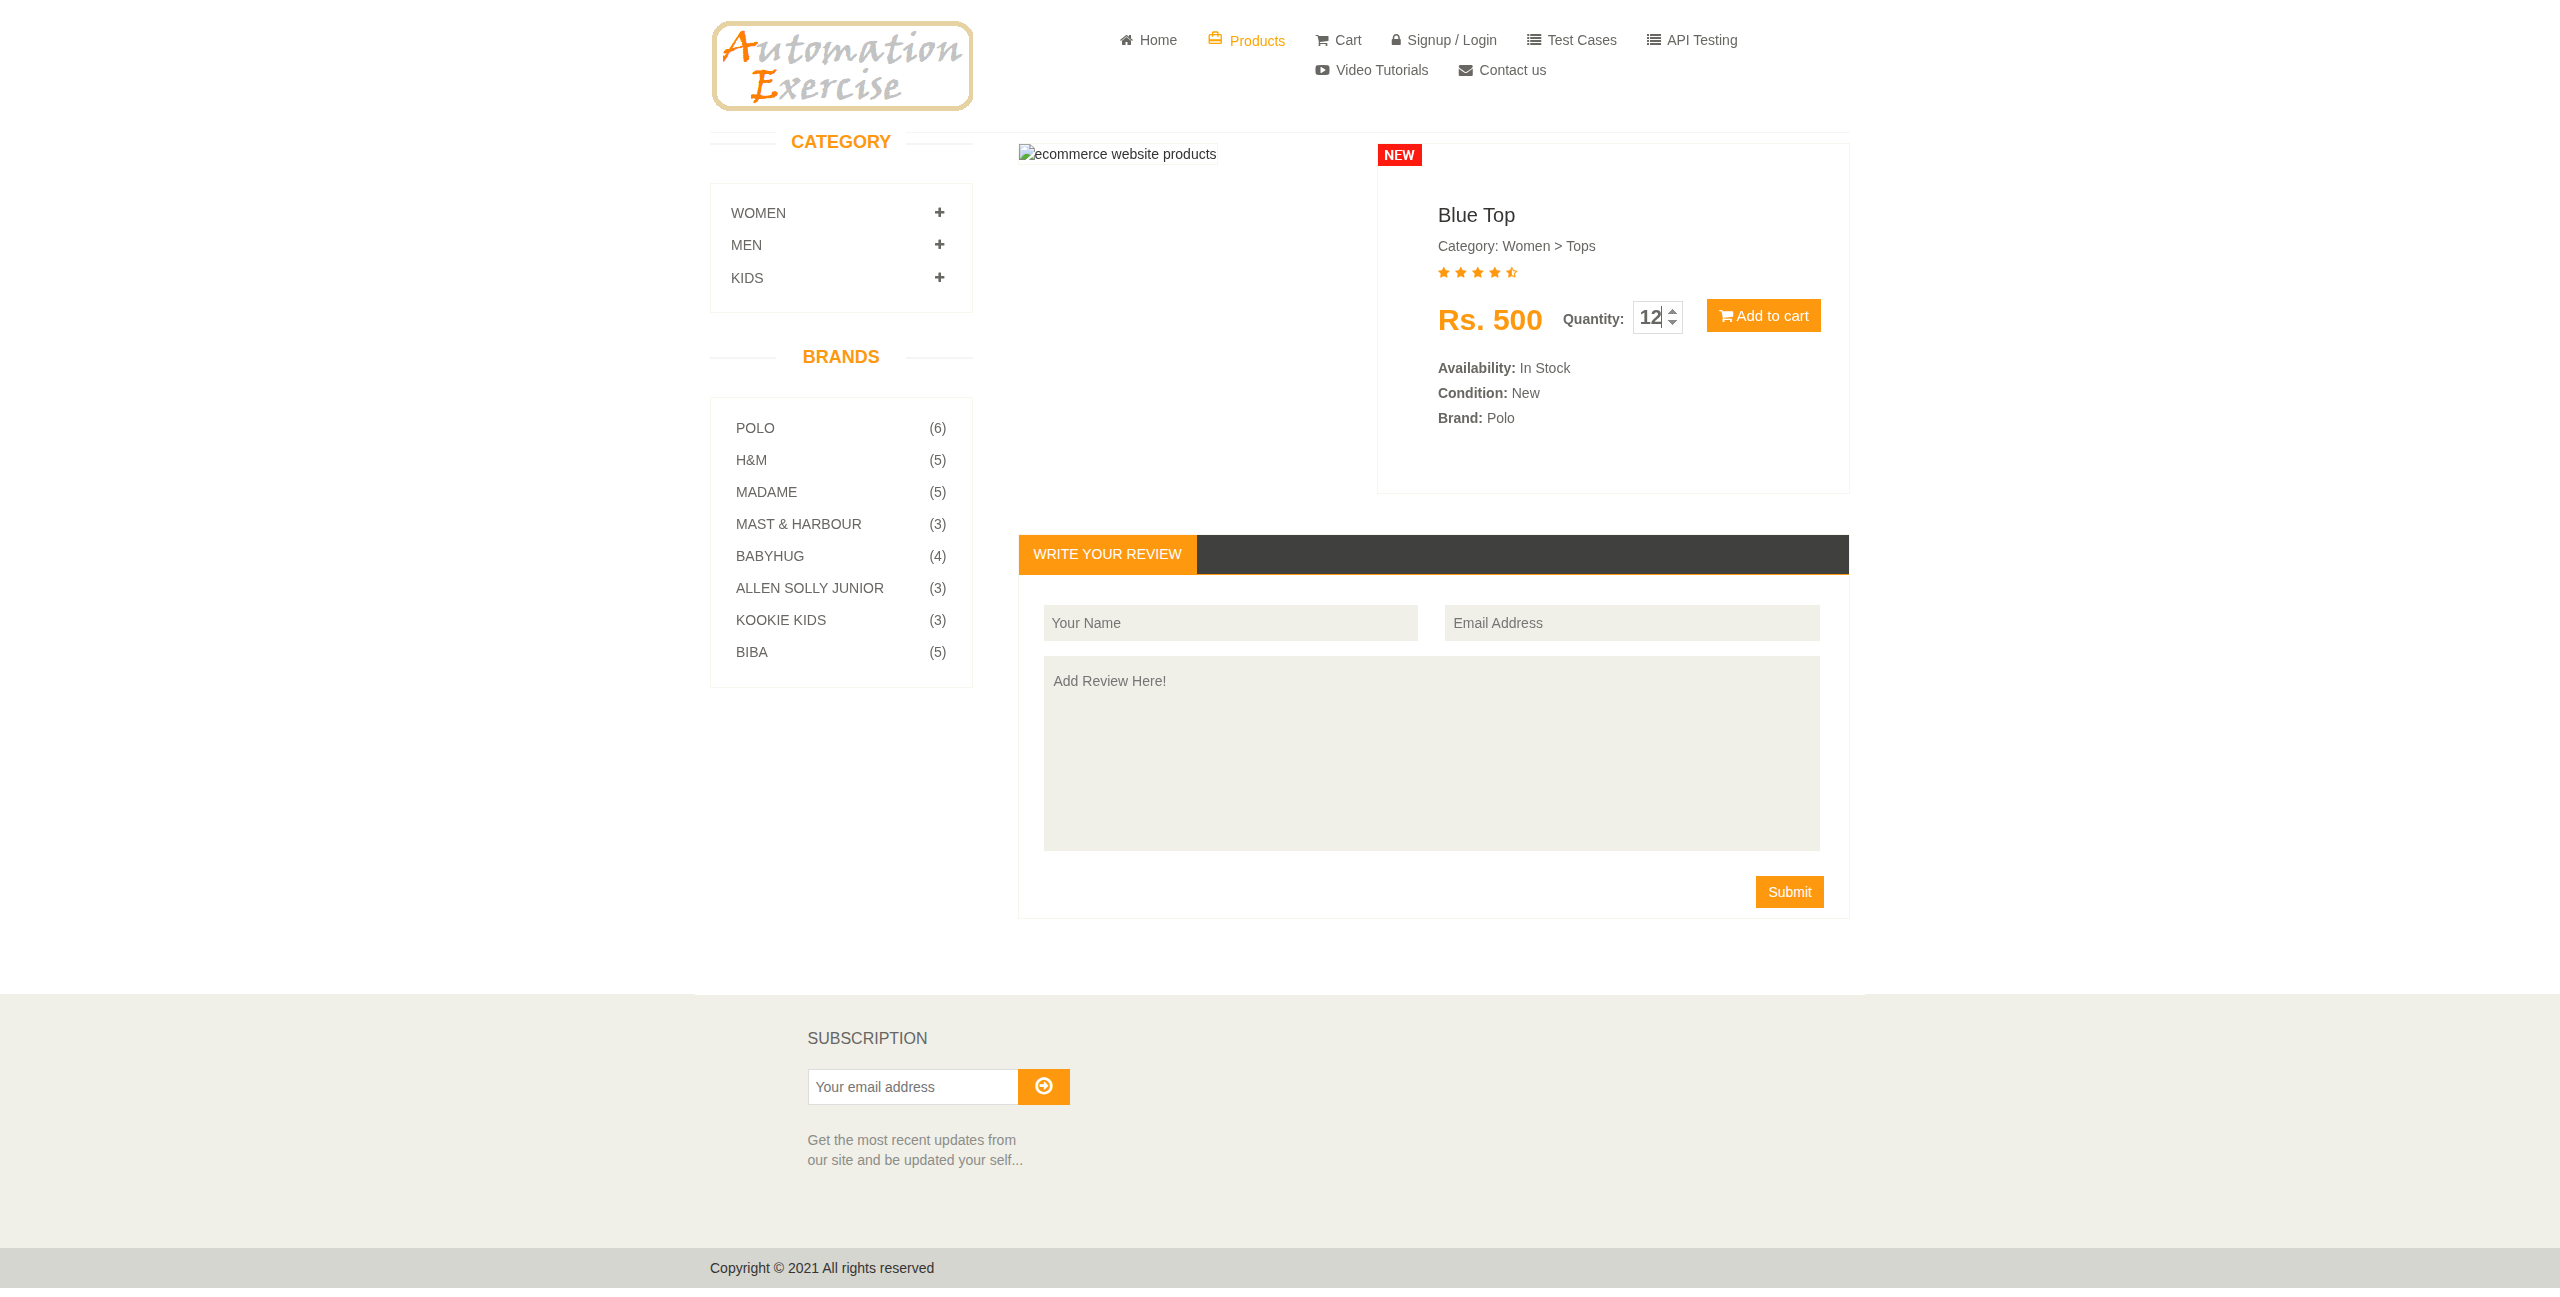 Automation
Exercise
Home
Products
Cart
Signup / Login
Test Cases
API Testing
Video Tutorials
Contact us
CATEGORY
WOMEN
MEN
KIDS
BRANDS
POLO (6)
H&M (5)
MADAME (5)
MAST & HARBOUR (3)
BABYHUG (4)
ALLEN SOLLY JUNIOR (3)
KOOKIE KIDS (3)
BIBA (5)
ecommerce website products
NEW
Blue Top
Category: Women > Tops
Rs. 500 Quantity: 12 Add to cart
Availability: In Stock
Condition: New
Brand: Polo
WRITE YOUR REVIEW
Your Name
Email Address
Add Review Here!
Submit
SUBSCRIPTION
Your email address
Get the most recent updates from
our site and be updated your self...
Copyright © 2021 All rights reserved